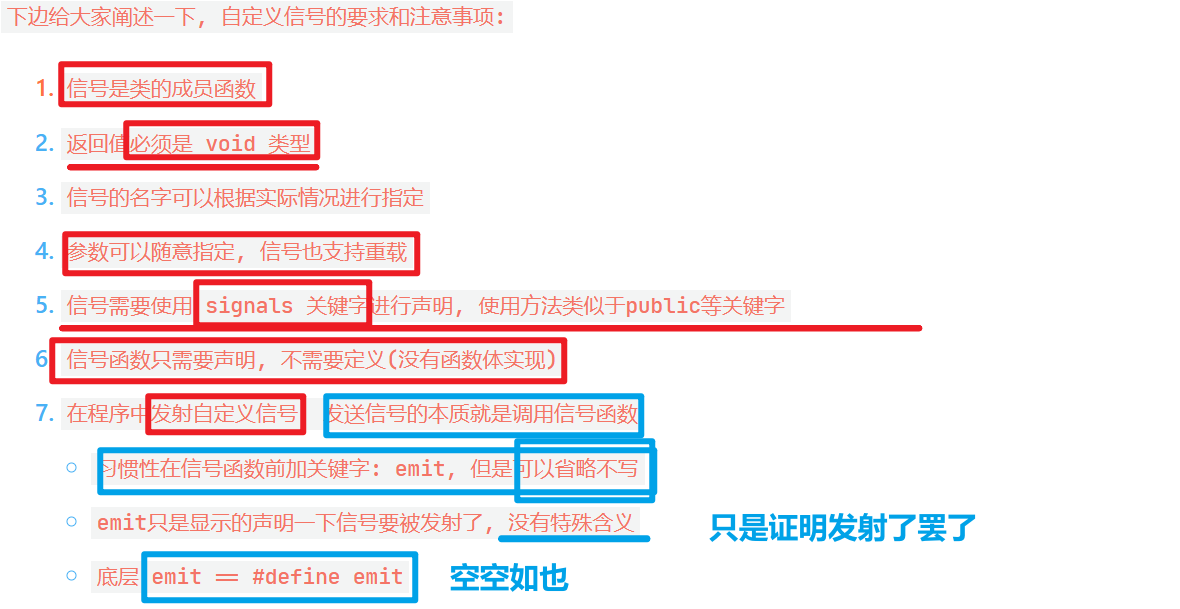 下边给大家阐述一下, 自定义信号的要求和注意事项:
1. 信号是类的成员函数
2. 返回值必须是 void 类型
3. 信号的名字可以根据实际情况进行指定
4. 参数可以随意指定, 信号也支持重载
5. 信号需要使用 signals 关键字进行声明, 使用方法类似于public等关键字
6 信号函数只需要声明, 不需要定义(没有函数体实现)
7. 在程序中发射自定义信号 发送信号的本质就是调用信号函数
习惯性在信号函数前加关键字: emit, 但是可以省略不写
emit只是显示的声明一下信号要被发射了, 没有特殊含义 只是证明发射了罢了
底层 emit == #define emit 空空如也